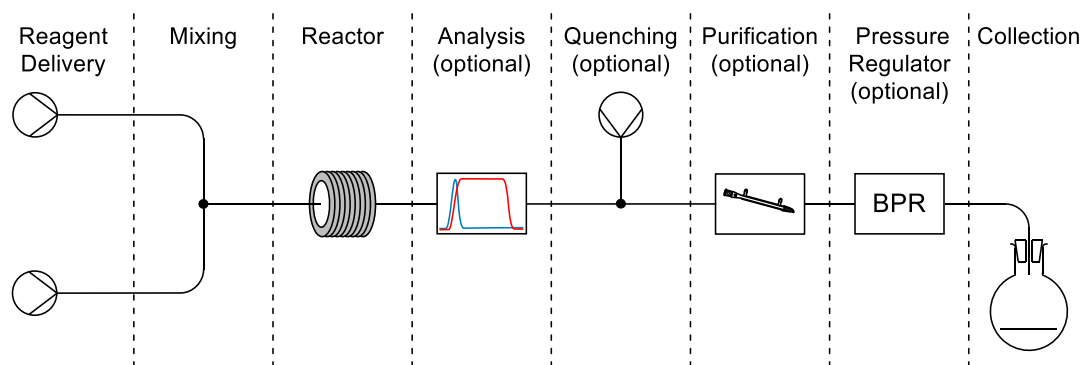 Reagent
Delivery
Mixing
Reactor
Analysis
(optional)
Quenching
(optional)
Purification
(optional)
Pressure
Regulator
(optional)
Collection
BPR